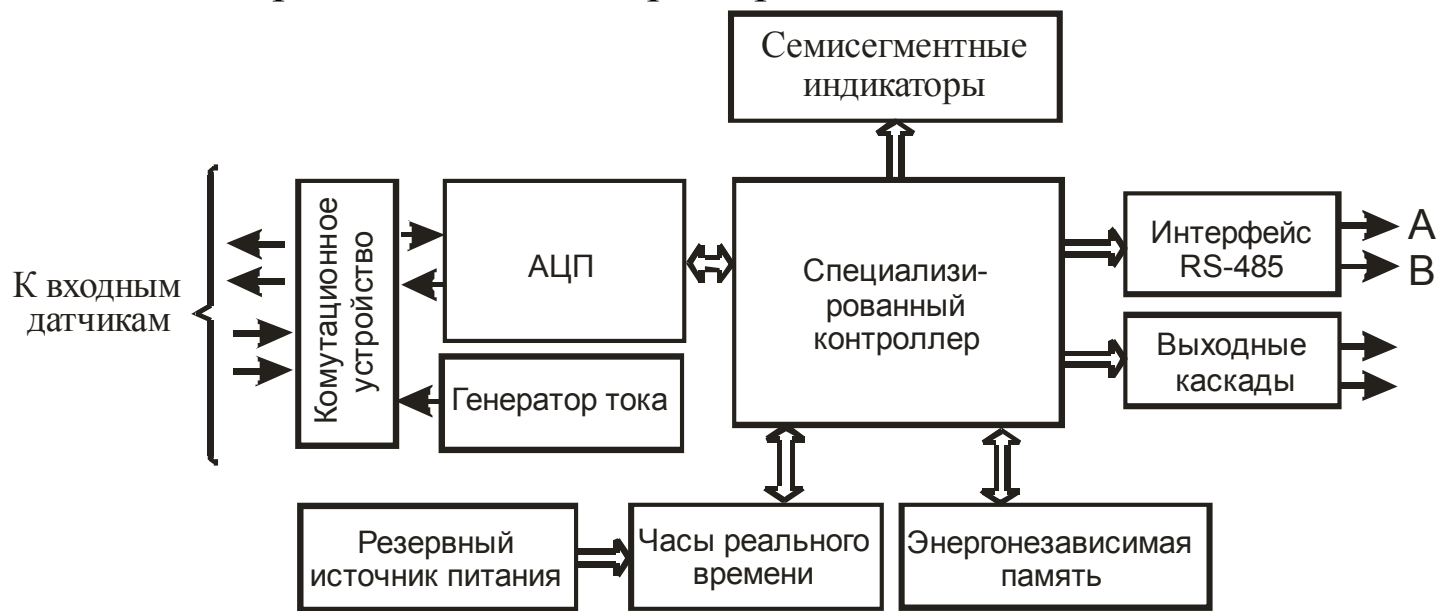 Семисегментные
индикаторы
К входным
датчикам
Комутационное
устройство
АЦП
Генератор тока
Специализи-
рованный
контроллер
Интерфейс
RS-485
A
B
Выходные
каскады
Резервный
источник питания
Часы реального
времени
Энергонезависимая
память